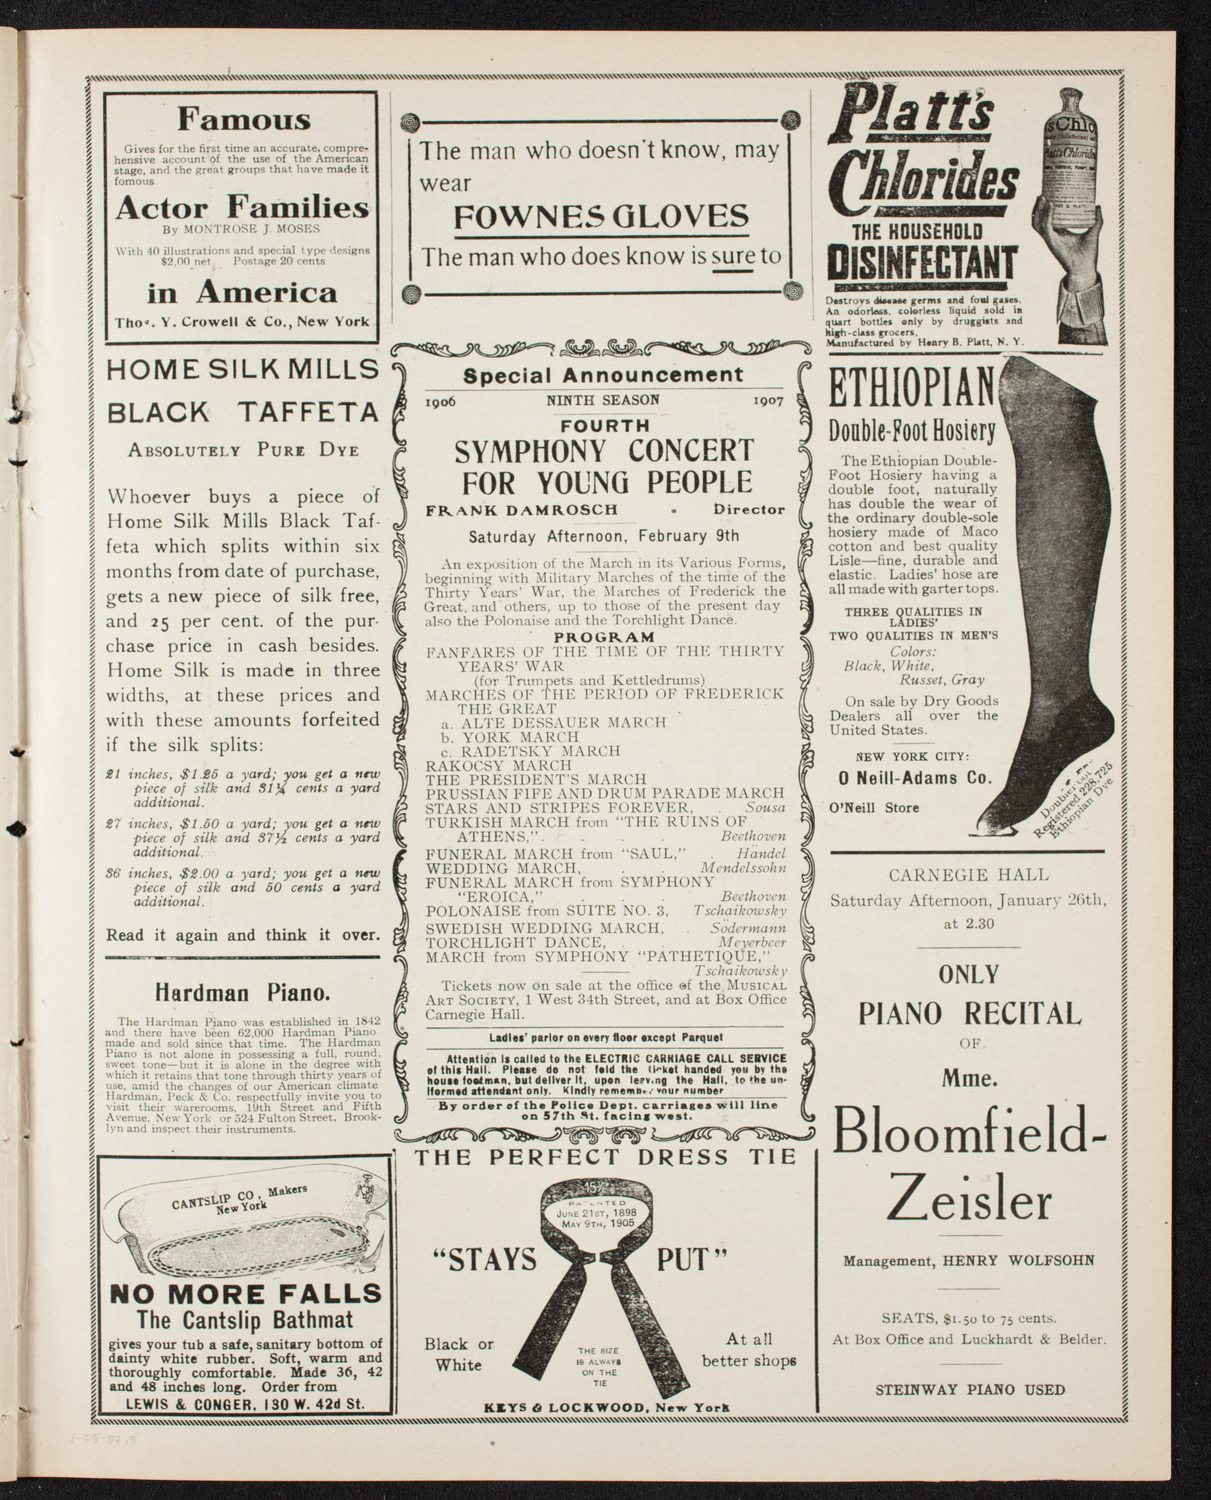 Famous
Gives for the first time an accurate, compre-
hensive account of the use of the American
stage, and the great groups that have made it
fomous
Actor Families
By MONTROSE J. MOSES
With 40 illustrations and special type designs
$2,00 net Postage 20 cents
in America
Thos. Y. Crowell & Co., New York
HOME SILK MILLS
BLACK TAFFETA
ABSOLUTELY PURE DYE
Whoever buys a piece of
Home Silk Mills Black Taf-
feta which splits within six
months from date of purchase,
gets a new piece of silk free,
and 25 per cent. of the pur-
chase price in cash besides.
Home Silk is made in three
widths, at these prices and
with these amounts forfeited
if the silk splits:
21 inches, $1.25 a yard; you get a new
piece of silk and 31¼ cents a yard
additional.
27 inches, $1.50 a yard; you get a new
piece of silk and 37½ cents a yard
additional.
36 inches, $2.00 a yard; you get a new
piece of silk and 50 cents a yard
additional.
Read it again and think it over.
Hardman Piano.
The Hardman Piano was established in 1842
and there have been 62,000 Hardman Piano
made and sold since that time. The Hardman
Piano is not alone in possessing a full, round,
sweet tone—but it is alone in the degree with
which it retains that tone through thirty years of
use, amid the changes of our American climate
Hardman, Peck & Co. respectfully invite you to
visit their warerooms, 19th Street and Fifth
Avenue, New York or 524 Fulton Street, Brook-
lyn and inspect their instruments.
CANTSLIP CO, Makers
New York
NO MORE FALLS
The Cantslip Bathmat
gives your tub a safe, sanitary bottom of
dainty white rubber. Soft, warm and
thoroughly comfortable. Made 36, 42
and 48 inches long. Order from
LEWIS & CONGER, 130 W. 42d St.
The man who doesn't know, may
wear
FOWNES GLOVES
The man who does know is sure to
Special Announcement
1906 NINTH SEASON 1907
FOURTH
SYMPHONY CONCERT
FOR YOUNG PEOPLE
FRANK DAMROSCH - Director
Saturday Afternoon, February 9th
An exposition of the March in its Various Forms,
beginning with Military Marches of the time of the
Thirty Years' War, the Marches of Frederick the
Great, and others, up to those of the present day
also the Polonaise and the Torchlight Dance.
PROGRAM
FANFARES OF THE TIME OF THE THIRTY
YEARS' WAR
(for Trumpets and Kettledrums)
MARCHES OF THE PERIOD OF FREDERICK
THE GREAT
a. ALTE DESSAUER MARCH
b. YORK MARCH
c. RADETSKY MARCH
RAKOCSY MARCH
THE PRESIDENT'S MARCH
PRUSSIAN FIFE AND DRUM PARADE MARCH
STARS AND STRIPES FOREVER, . Sousa
TURKISH MARCH from "THE RUINS OF
ATHENS,". . . Beethoven
FUNERAL MARCH from "SAUL," . Händel
WEDDING MARCH, . . Mendelssohn
FUNERAL MARCH from SYMPHONY
"EROICA," . . Beethoven
POLONAISE from SUITE NO. 3, Tschaikowsky
SWEDISH WEDDING MARCH, . Södermann
TORCHLIGHT DANCE, . . Meyerbeer
MARCH from SYMPHONY "PATHETIQUE,"
Tschaikowsky
Tickets now on sale at the office of the MUSICAL
ART SOCIETY, 1 West 34th Street, and at Box Office
Carnegie Hall.
Ladies' parlor on every floor except Parquet
Attention is called to the ELECTRIC CARRIAGE CALL SERVICE
of this Hall. Please do not fold the ticket handed you by the
house footman, but deliver it, upon leaving the Hall, to the un-
iformed attendant only. Kindly remember your number
By order of the Police Dept. carriages will line
on 57th St. facing west.
THE PERFECT DRESS TIE
15½
PATENTED
JUNE 21ST, 1898
MAY 9TH, 1905
"STAYS PUT"
Black or
White
THE SIZE
IS ALWAYS
ON THE
TIE
At all
better shops
KEYS & LOCKWOOD, New York
Platt's
Chlorides
THE HOUSEHOLD
DISINFECTANT
Destroys disease germs and foul gases.
An odorless, colorless liquid sold in
quart bottles only by druggists and
high-class grocers.
Manufactured by Henry B. Platt, N. Y.
sChlo
Platt's Chlorides
ETHIOPIAN
Double-Foot Hosiery
The Ethiopian Double-
Foot Hosiery having a
double foot, naturally
has double the wear of
the ordinary double-sole
hosiery made of Maco
cotton and best quality
Lisle—fine, durable and
elastic. Ladies' hose are
all made with garter tops.
THREE QUALITIES IN
LADIES'
TWO QUALITIES IN MEN'S
Colors:
Black, White,
Russet, Gray
On sale by Dry Goods
Dealers all over the
United States.
NEW YORK CITY:
O Neill-Adams Co.
O'Neill Store
Registered 228,725
Ethiopian Dye
CARNEGIE HALL
Saturday Afternoon, January 26th,
at 2.30
ONLY
PIANO RECITAL
OF
Mme.
Bloomfield-
Zeisler
Management, HENRY WOLFSOHN
SEATS, $1.50 to 75 cents.
At Box Office and Luckhardt & Belder.
STEINWAY PIANO USED